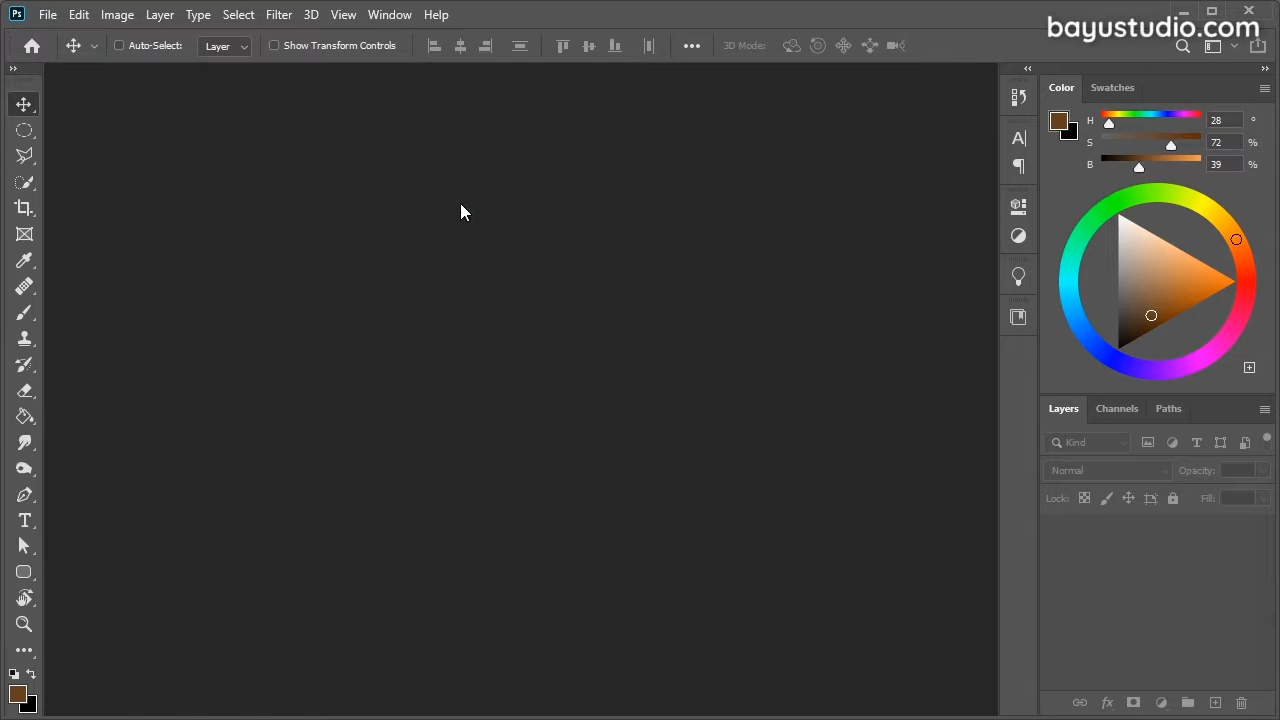 Ps File Edit Image Layer Type Select Filter 3D View Window Help
bayustudio.com
Auto-Select: Layer Show Transform Controls 3D Mode:
Color Swatches
H 28 °
S 72 %
B 39 %
Layers Channels Paths
Kind
Normal Opacity:
Lock: Fill: